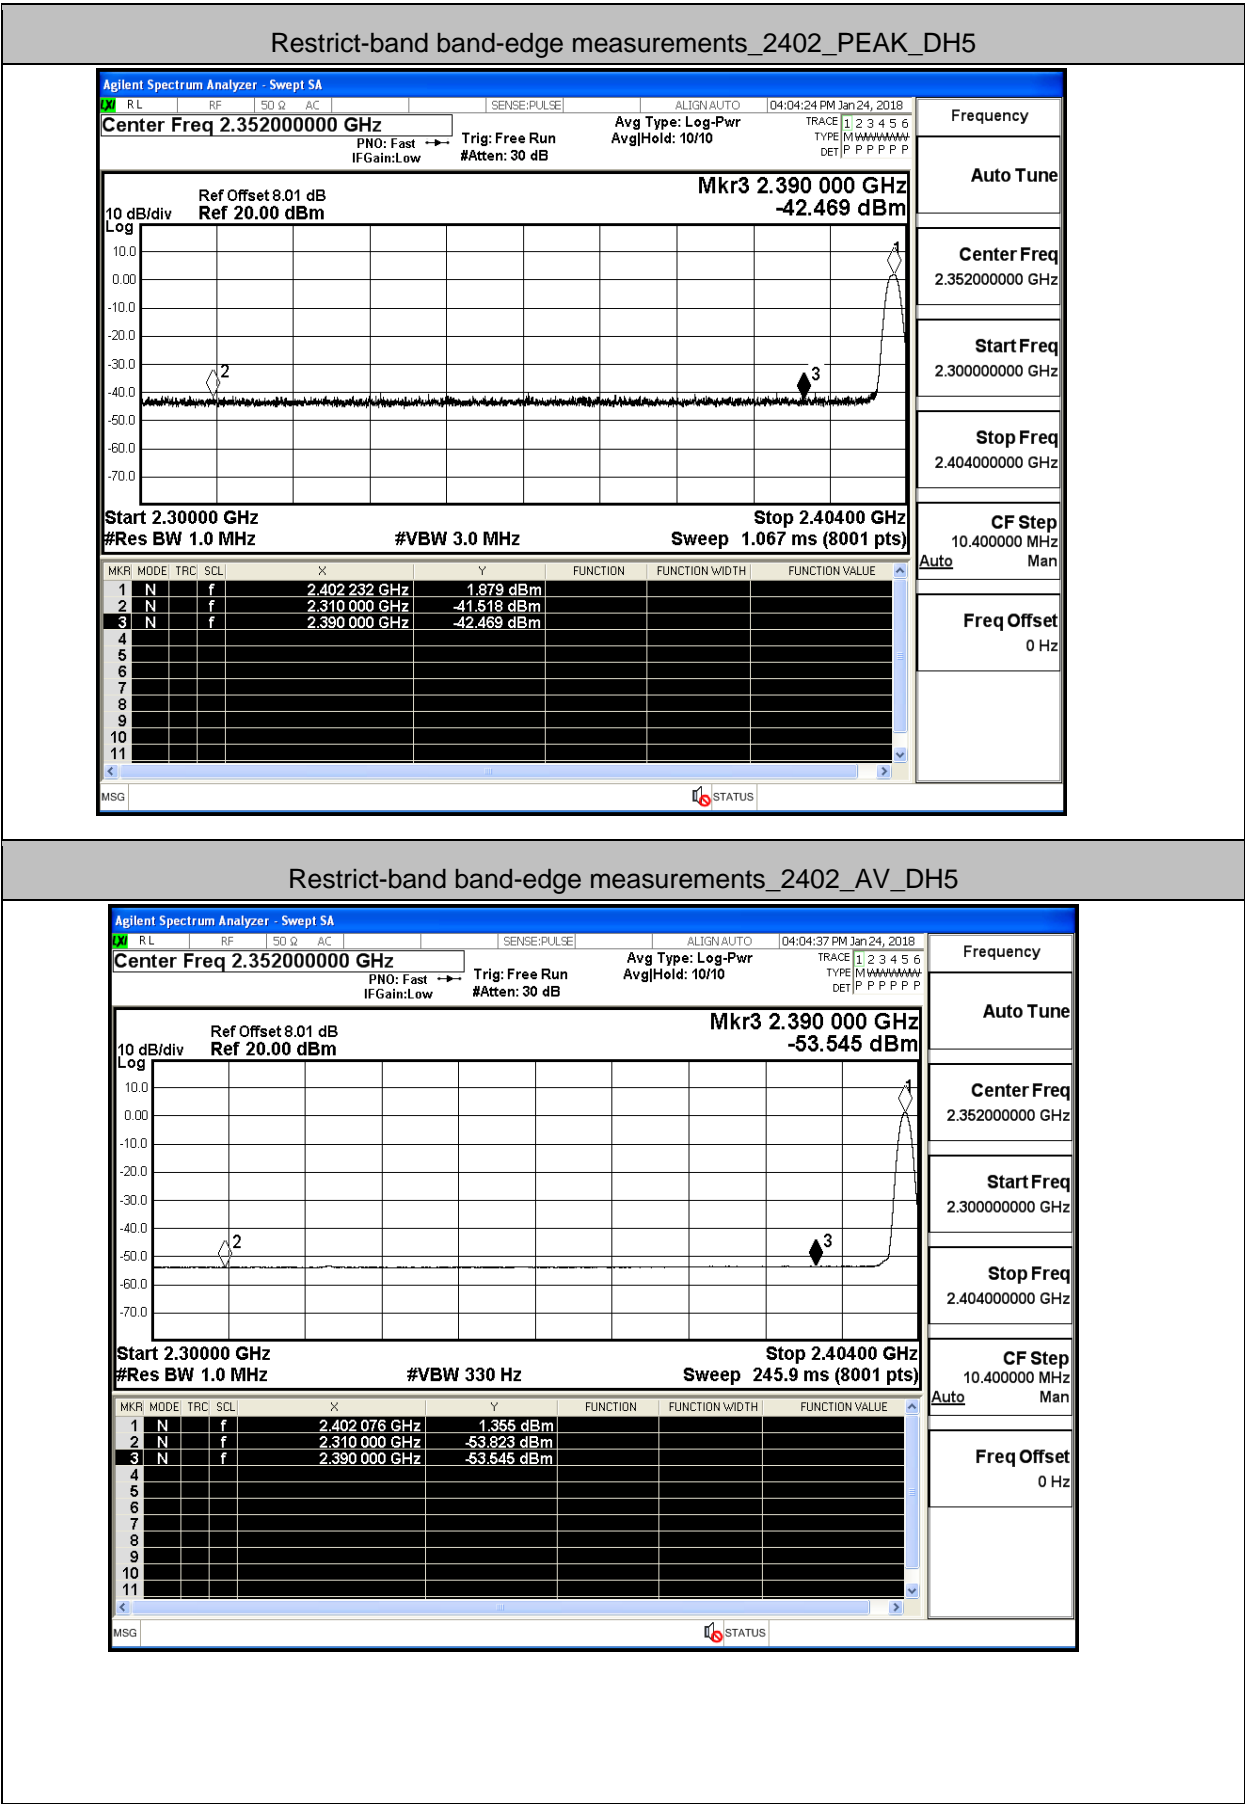 Restrict-band band-edge measurements_2402_PEAK_DH5
Agilent Spectrum Analyzer - Swept SA
LXI RL RF 50 Ω AC SENSE:PULSE ALIGN AUTO 04:04:24 PM Jan 24, 2018
Center Freq 2.352000000 GHz
PNO: Fast
IFGain:Low
Trig: Free Run
#Atten: 30 dB
Avg Type: Log-Pwr
Avg|Hold: 10/10
TRACE 1 2 3 4 5 6
TYPE M WWWWW
DET P P P P P P
Frequency
Auto Tune
Mkr3 2.390 000 GHz
-42.469 dBm
Ref Offset 8.01 dB
10 dB/div Ref 20.00 dBm
Log
10.0
0.00
-10.0
-20.0
-30.0
-40.0
-50.0
-60.0
-70.0
1
2
3
Center Freq
2.352000000 GHz
Start Freq
2.300000000 GHz
Stop Freq
2.404000000 GHz
CF Step
10.400000 MHz
Auto Man
Freq Offset
0 Hz
Start 2.30000 GHz Stop 2.40400 GHz
#Res BW 1.0 MHz #VBW 3.0 MHz Sweep 1.067 ms (8001 pts)
MKR MODE TRC SCL X Y FUNCTION FUNCTION WIDTH FUNCTION VALUE
1 N f 2.402 232 GHz 1.879 dBm
2 N f 2.310 000 GHz -41.518 dBm
3 N f 2.390 000 GHz -42.469 dBm
4
5
6
7
8
9
10
11
MSG STATUS
Restrict-band band-edge measurements_2402_AV_DH5
Agilent Spectrum Analyzer - Swept SA
LXI RL RF 50 Ω AC SENSE:PULSE ALIGN AUTO 04:04:37 PM Jan 24, 2018
Center Freq 2.352000000 GHz
PNO: Fast
IFGain:Low
Trig: Free Run
#Atten: 30 dB
Avg Type: Log-Pwr
Avg|Hold: 10/10
TRACE 1 2 3 4 5 6
TYPE M WWWWW
DET P P P P P P
Frequency
Auto Tune
Mkr3 2.390 000 GHz
-53.545 dBm
Ref Offset 8.01 dB
10 dB/div Ref 20.00 dBm
Log
10.0
0.00
-10.0
-20.0
-30.0
-40.0
-50.0
-60.0
-70.0
1
2
3
Center Freq
2.352000000 GHz
Start Freq
2.300000000 GHz
Stop Freq
2.404000000 GHz
CF Step
10.400000 MHz
Auto Man
Freq Offset
0 Hz
Start 2.30000 GHz Stop 2.40400 GHz
#Res BW 1.0 MHz #VBW 330 Hz Sweep 245.9 ms (8001 pts)
MKR MODE TRC SCL X Y FUNCTION FUNCTION WIDTH FUNCTION VALUE
1 N f 2.402 076 GHz 1.355 dBm
2 N f 2.310 000 GHz -53.823 dBm
3 N f 2.390 000 GHz -53.545 dBm
4
5
6
7
8
9
10
11
MSG STATUS